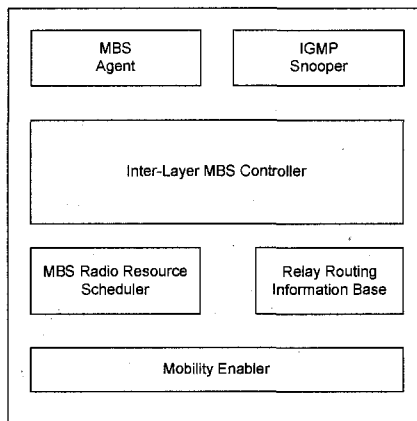 MBS
Agent
IGMP
Snooper
Inter-Layer MBS Controller
MBS Radio Resource
Scheduler
Relay Routing
Information Base
Mobility Enabler